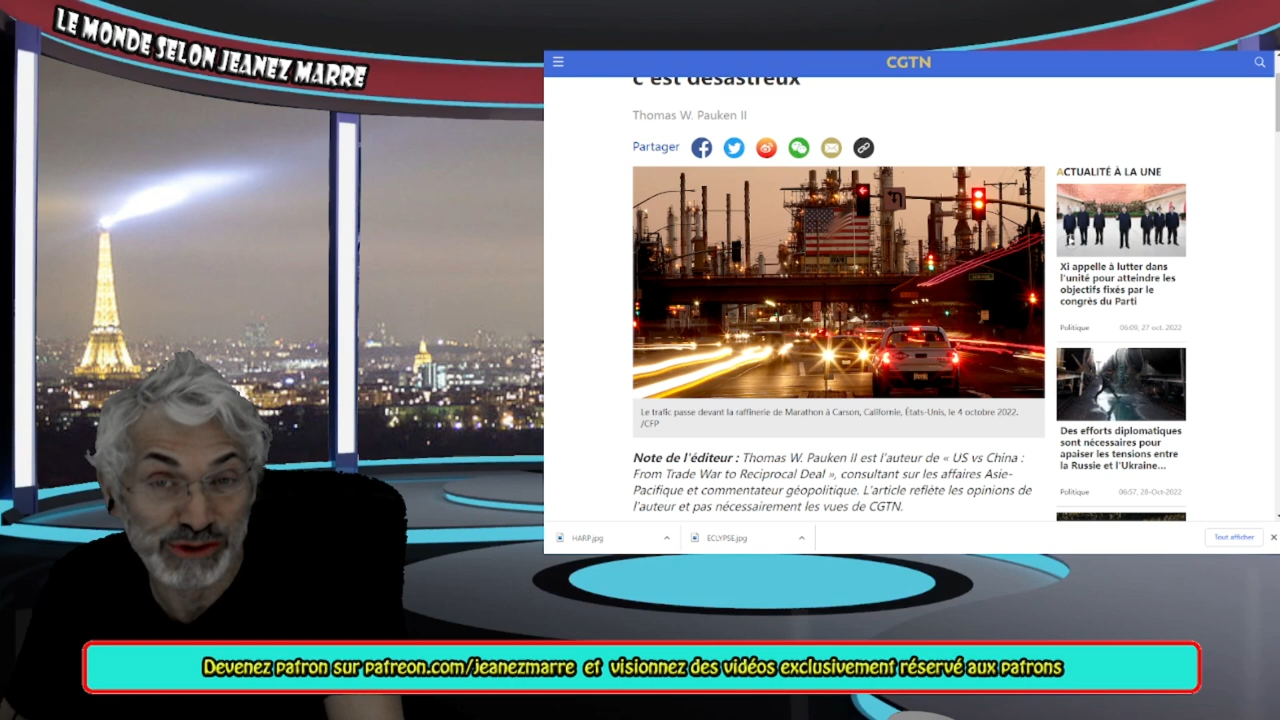 LE MONDE SELON JEANEZ MARRE
CGTN
c'est désastreux
Thomas W. Pauken II
Partager
Le trafic passe devant la raffinerie de Marathon à Carson, Californie, États-Unis, le 4 octobre 2022.
/CFP
Note de l'éditeur : Thomas W. Pauken II est l'auteur de « US vs China :
From Trade War to Reciprocal Deal », consultant sur les affaires Asie-
Pacifique et commentateur géopolitique. L'article reflète les opinions de
l'auteur et pas nécessairement les vues de CGTN.
ACTUALITÉ À LA UNE
Xi appelle à lutter dans
l'unité pour atteindre les
objectifs fixés par le
congrès du Parti
Politique 06:09, 27 oct. 2022
Des efforts diplomatiques
sont nécessaires pour
apaiser les tensions entre
la Russie et l'Ukraine...
Politique 06:57, 28-Oct-2022
HARP.jpg
ECLYPSE.jpg
Tout afficher
Devenez patron sur patreon.com/jeanezmarre et visionnez des vidéos exclusivement réservé aux patrons